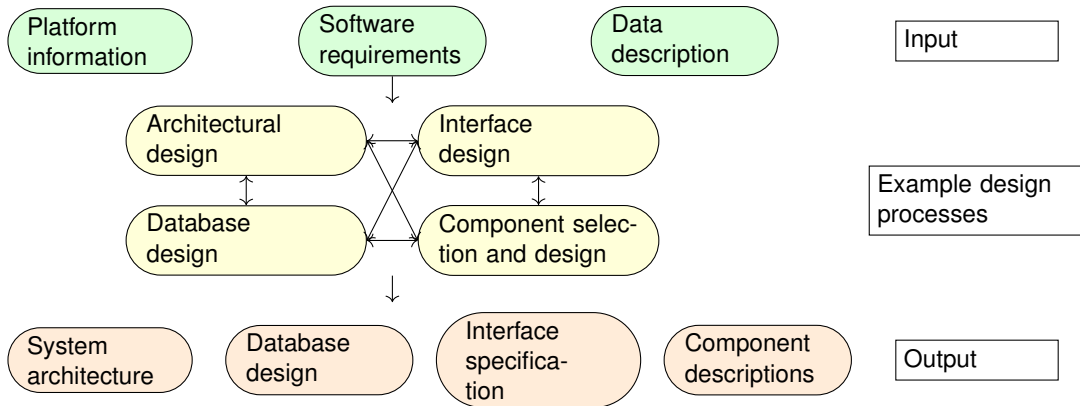 Platform
information
Software
requirements
Data
description
Input
Architectural
design
Interface
design
Example design
processes
Database
design
Component selec-
tion and design
System
architecture
Database
design
Interface
specifica-
tion
Component
descriptions
Output